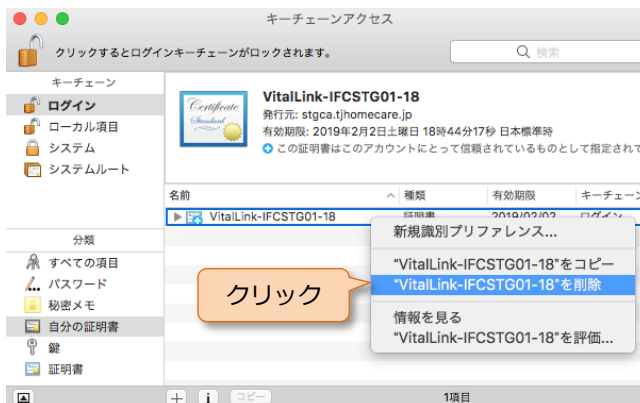 キーチェーンアクセス
クリックするとログインキーチェーンがロックされます。
検索
キーチェーン
ログイン
ローカル項目
システム
システムルート
Certificate
Standard
VitalLink-IFCSTG01-18
発行元: stgca.tjhomecare.jp
有効期限: 2019年2月2日土曜日 18時44分17秒 日本標準時
この証明書はこのアカウントにとって信頼されているものとして指定されて
名前
種類
有効期限
キーチェーン
VitalLink-IFCSTG01-18
証明書
2019/02/02
ログイン
新規識別プリファレンス...
"VitalLink-IFCSTG01-18"をコピー
"VitalLink-IFCSTG01-18"を削除
情報を見る
"VitalLink-IFCSTG01-18"を評価...
クリック
分類
すべての項目
パスワード
秘密メモ
自分の証明書
鍵
証明書
コピー
1項目